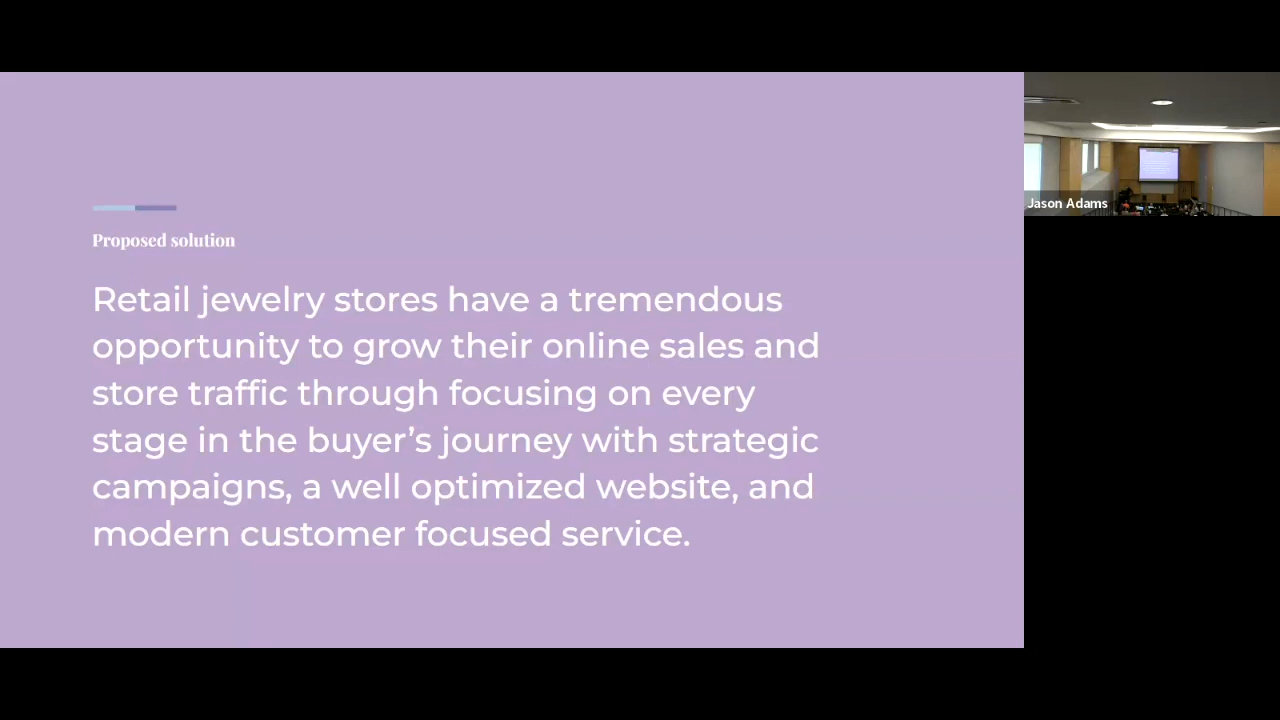 Proposed solution
Retail jewelry stores have a tremendous
opportunity to grow their online sales and
store traffic through focusing on every
stage in the buyer’s journey with strategic
campaigns, a well optimized website, and
modern customer focused service.
Jason Adams